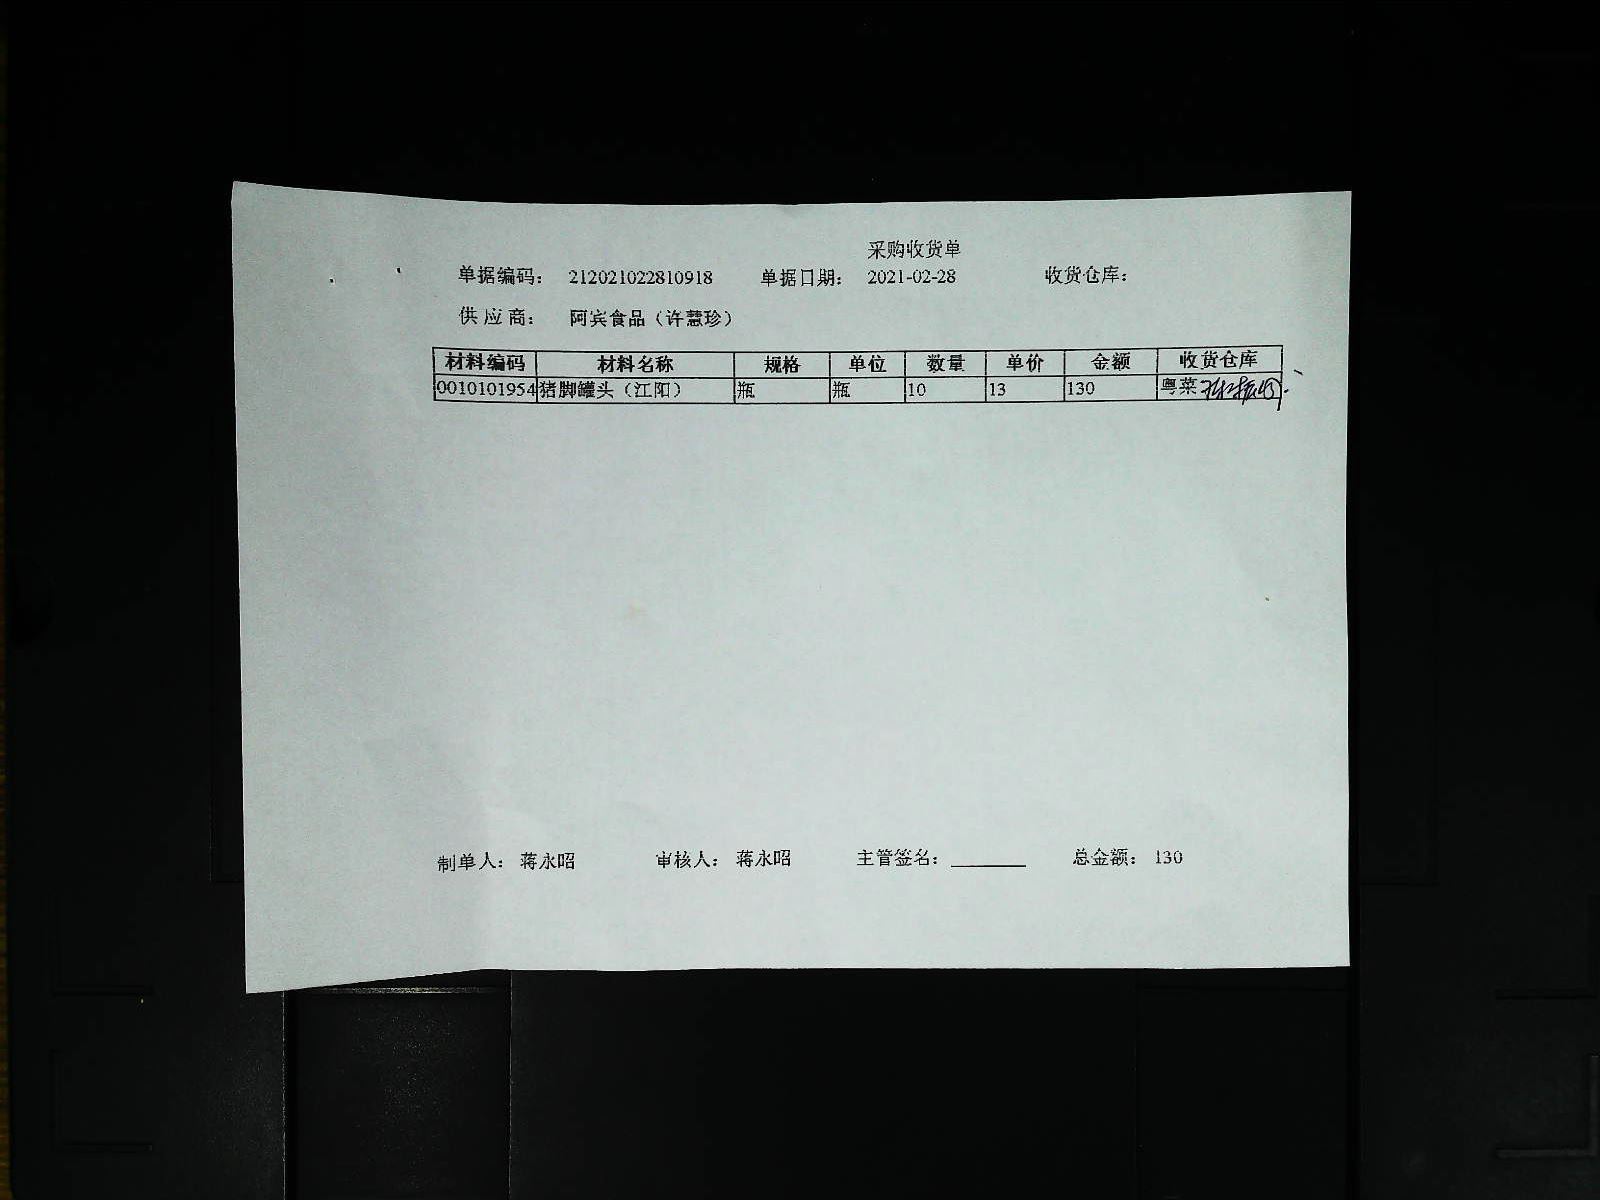 采购收货单
单据编码： 212021022810918 单据日期： 2021-02-28 收货仓库：
供应商： 阿宾食品（许慧珍）
材料编码 材料名称 规格 单位 数量 单价 金额 收货仓库
0010101954 猪脚罐头（江阳） 瓶 瓶 10 13 130 粤菜
制单人： 蒋永昭 审核人： 蒋永昭 主管签名： 总金额： 130